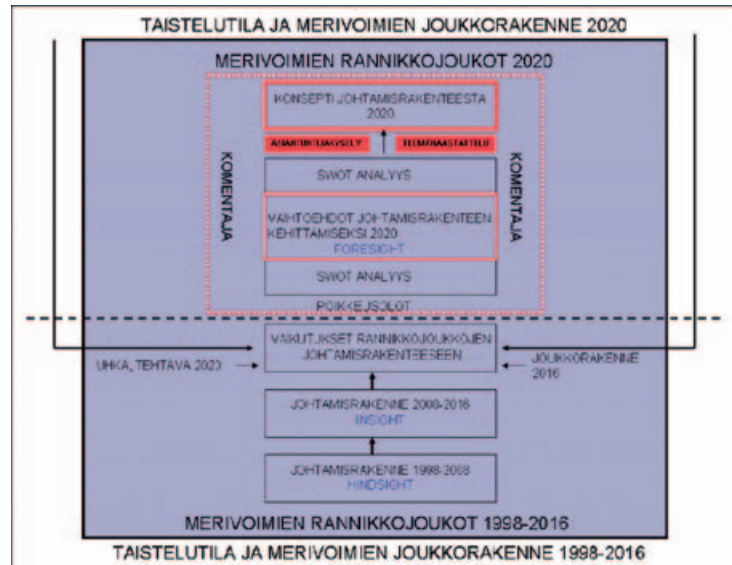 TAISTELUTILA JA MERIVOIMIEN JOUKKORAKENNE 2020
MERIVOIMIEN RANNIKKOJOUKOT 2020
KONSEPTI JOHTAMISRAKENTEESTA
2020
ASIANTUNTIJAKYSELY
TEEMAHAASTATTELU
KOMENTAJA
KOMENTAJA
SWOT ANALYYS
VAIHTOEHDOT JOHTAMISRAKENTEEN
KEHITTAMISEKSI 2020
FORESIGHT
SWOT ANALYYS
POIKKEUSOLOT
VAIKUTUKSET RANNIKKOJOUKKOJEN
JOHTAMISRAKENTEESEEN
UHKA, TEHTÄVÄ 2020
JOUKKORAKENNE
2016
JOHTAMISRAKENNE 2008-2016
INSIGHT
JOHTAMISRAKENNE 1998-2008
HINDSIGHT
MERIVOIMIEN RANNIKKOJOUKOT 1998-2016
TAISTELUTILA JA MERIVOIMIEN JOUKKORAKENNE 1998-2016